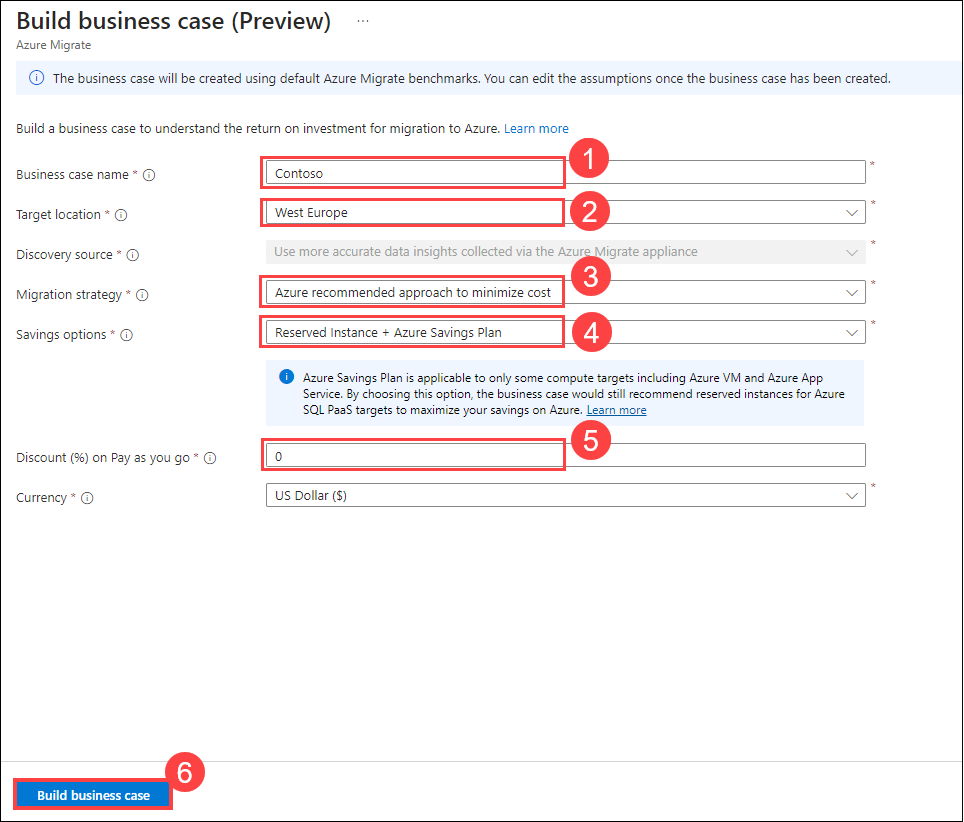 Build business case (Preview) ...
Azure Migrate
The business case will be created using default Azure Migrate benchmarks. You can edit the assumptions once the business case has been created.
Build a business case to understand the return on investment for migration to Azure. Learn more
Business case name * Contoso * 1
Target location * West Europe * 2
Discovery source * Use more accurate data insights collected via the Azure Migrate appliance *
Migration strategy * Azure recommended approach to minimize cost * 3
Savings options * Reserved Instance + Azure Savings Plan * 4
Azure Savings Plan is applicable to only some compute targets including Azure VM and Azure App
Service. By choosing this option, the business case would still recommend reserved instances for Azure
SQL PaaS targets to maximize your savings on Azure. Learn more
Discount (%) on Pay as you go * 0 5
Currency * US Dollar ($) *
6
Build business case